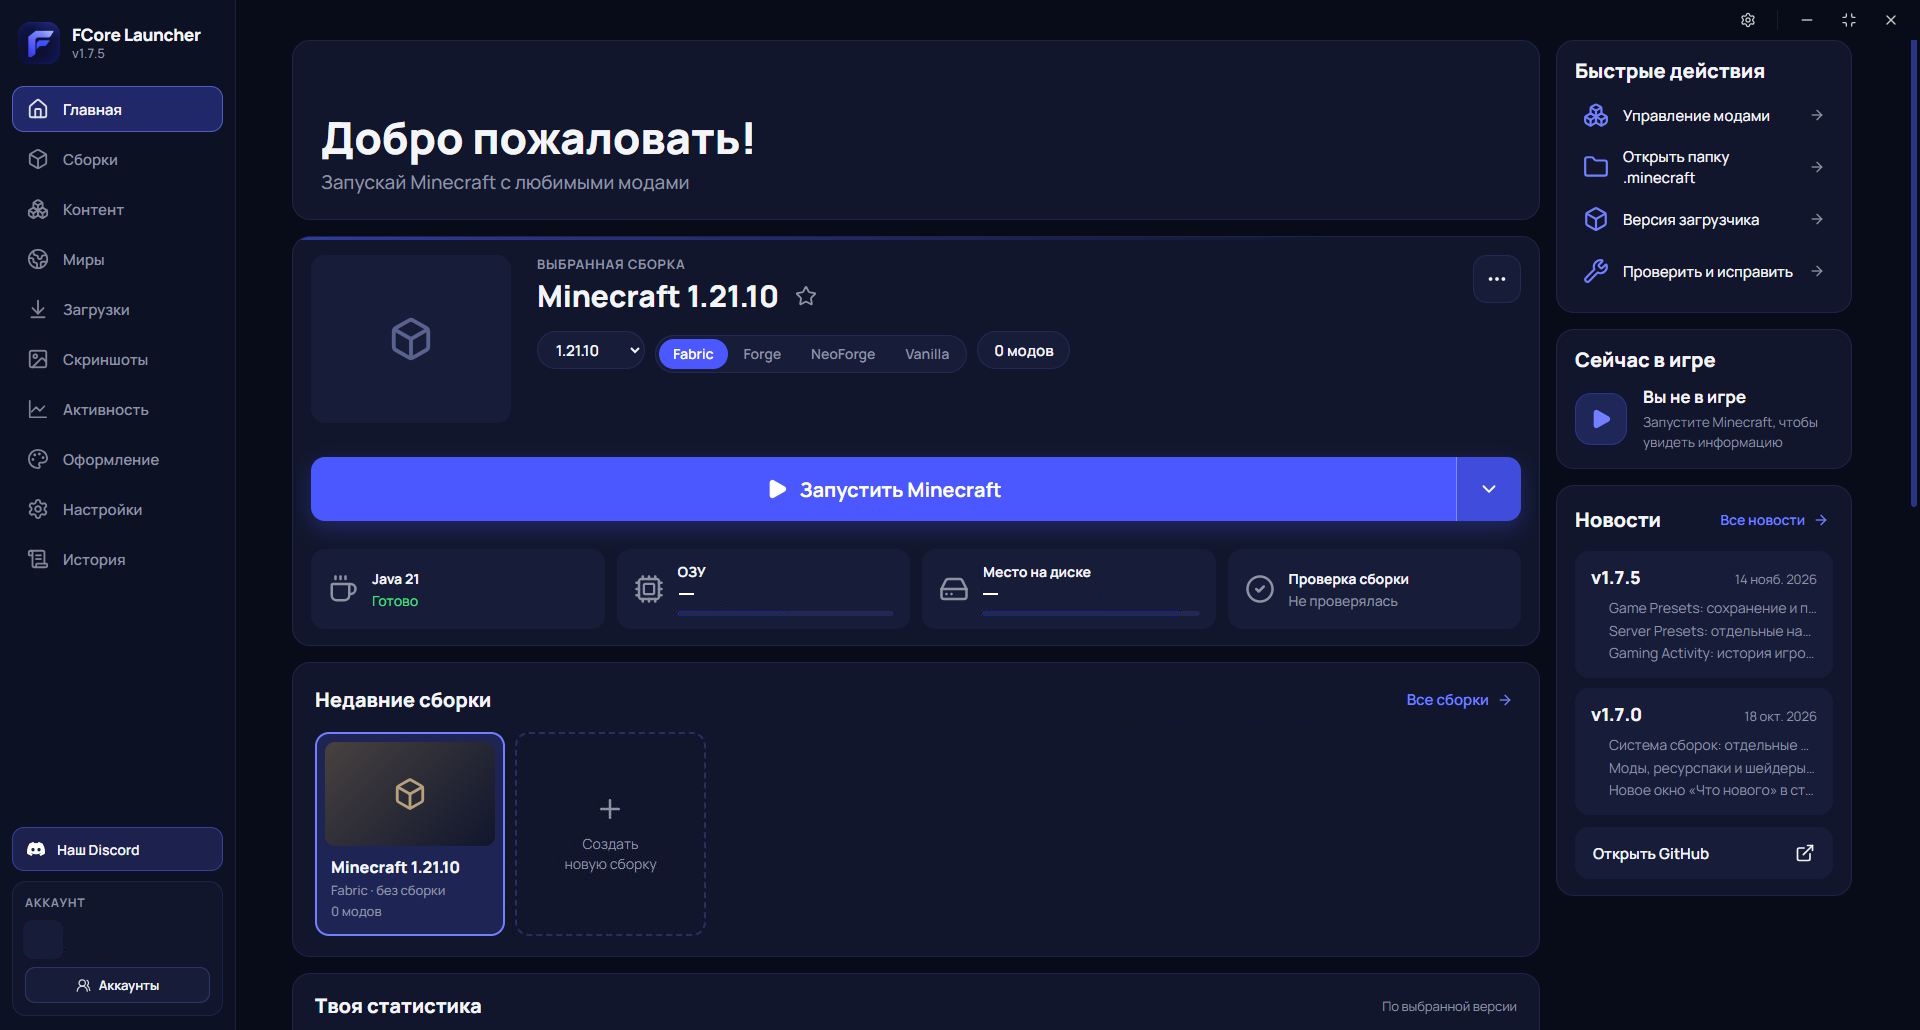 FCore Launcher
v1.7.5
Главная
Сборки
Контент
Миры
Загрузки
Скриншоты
Активность
Оформление
Настройки
История
Наш Discord
АККАУНТ
Аккаунты
Добро пожаловать!
Запускай Minecraft с любимыми модами
ВЫБРАННАЯ СБОРКА
Minecraft 1.21.10
1.21.10
Fabric
Forge
NeoForge
Vanilla
0 модов
Запустить Minecraft
Java 21
Готово
ОЗУ
—
Место на диске
—
Проверка сборки
Не проверялась
Недавние сборки
Все сборки
Minecraft 1.21.10
Fabric · без сборки
0 модов
Создать
новую сборку
Твоя статистика
По выбранной версии
Быстрые действия
Управление модами
Открыть папку
.minecraft
Версия загрузчика
Проверить и исправить
Сейчас в игре
Вы не в игре
Запустите Minecraft, чтобы
увидеть информацию
Новости
Все новости
v1.7.5
14 нояб. 2026
Game Presets: сохранение и п...
Server Presets: отдельные на...
Gaming Activity: история игро...
v1.7.0
18 окт. 2026
Система сборок: отдельные ...
Моды, ресурспаки и шейдеры...
Новое окно «Что нового» в ст...
Открыть GitHub